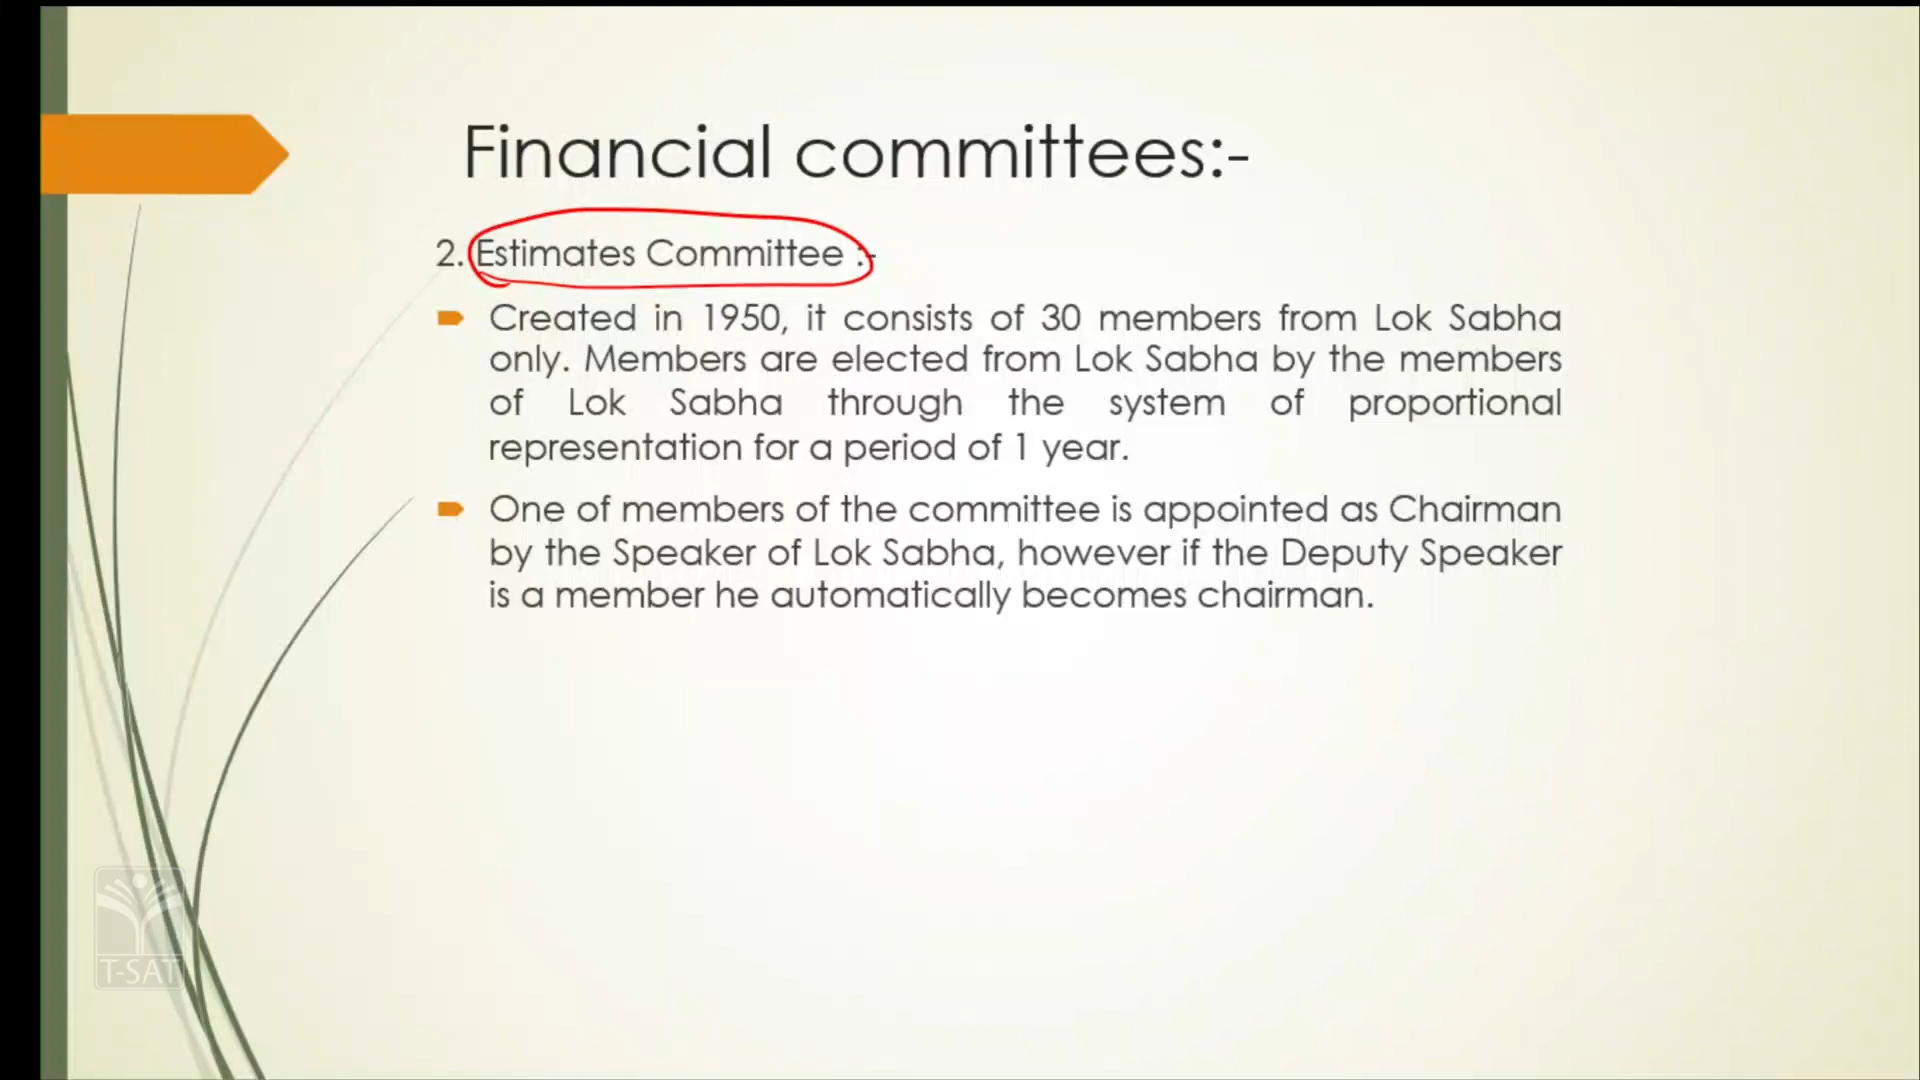 Financial committees:-
2. Estimates Committee :-
Created in 1950, it consists of 30 members from Lok Sabha
only. Members are elected from Lok Sabha by the members
of Lok Sabha through the system of proportional
representation for a period of 1 year.
One of members of the committee is appointed as Chairman
by the Speaker of Lok Sabha, however if the Deputy Speaker
is a member he automatically becomes chairman.
T-SAT